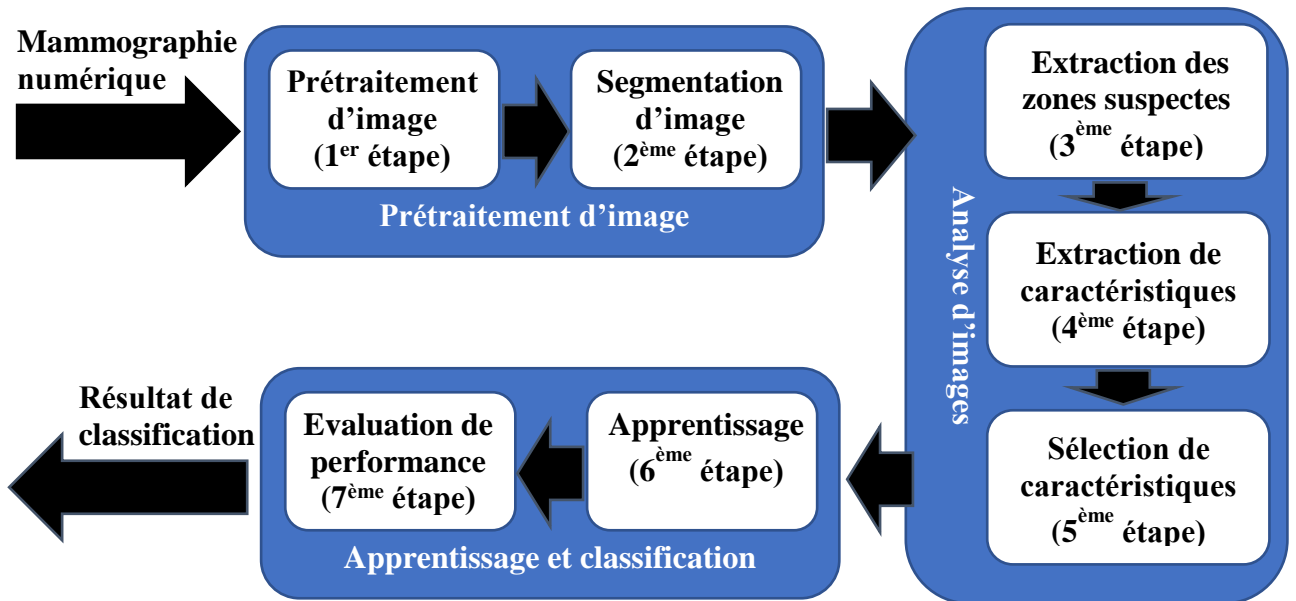 Mammographie
numérique
Prétraitement
d’image
(1er étape)
Segmentation
d’image
(2ème étape)
Prétraitement d’image
Extraction des
zones suspectes
(3ème étape)
Extraction de
caractéristiques
(4ème étape)
Sélection de
caractéristiques
(5ème étape)
Analyse d’images
Apprentissage
(6ème étape)
Evaluation de
performance
(7ème étape)
Apprentissage et classification
Résultat de
classification